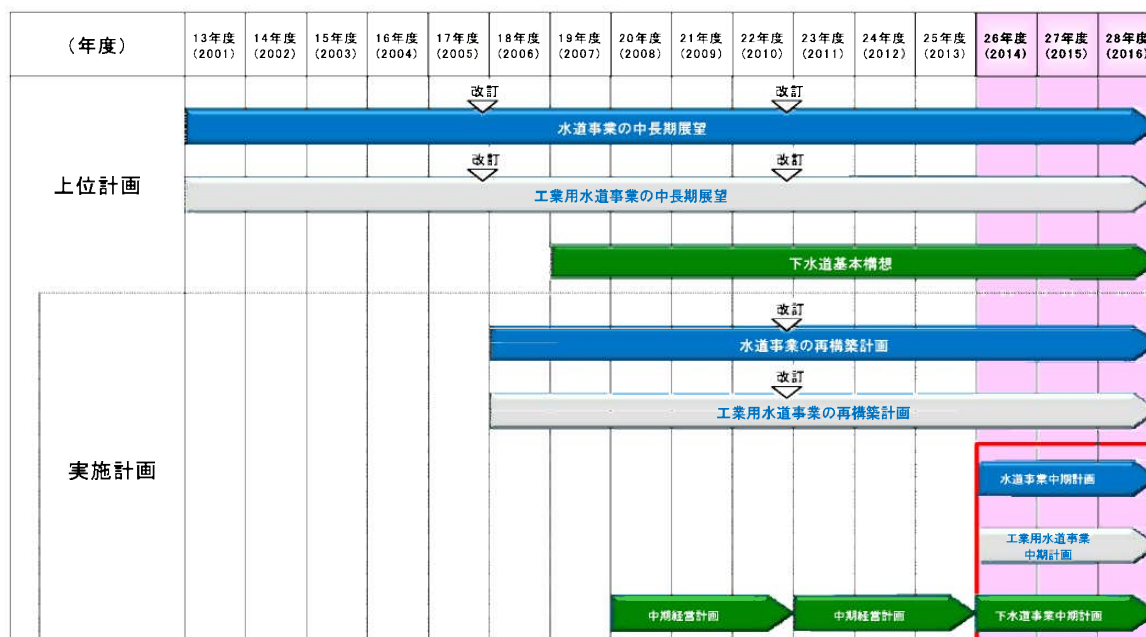 （年度）
13年度 14年度 15年度 16年度 17年度 18年度 19年度 20年度 21年度 22年度 23年度 24年度 25年度 26年度 27年度 28年度
(2001) (2002) (2003) (2004) (2005) (2006) (2007) (2008) (2009) (2010) (2011) (2012) (2013) (2014) (2015) (2016)
上位計画
改訂 改訂
水道事業の中長期展望
改訂 改訂
工業用水道事業の中長期展望
下水道基本構想
実施計画
改訂
水道事業の再構築計画
改訂
工業用水道事業の再構築計画
水道事業中期計画
工業用水道事業
中期計画
中期経営計画 中期経営計画 下水道事業中期計画